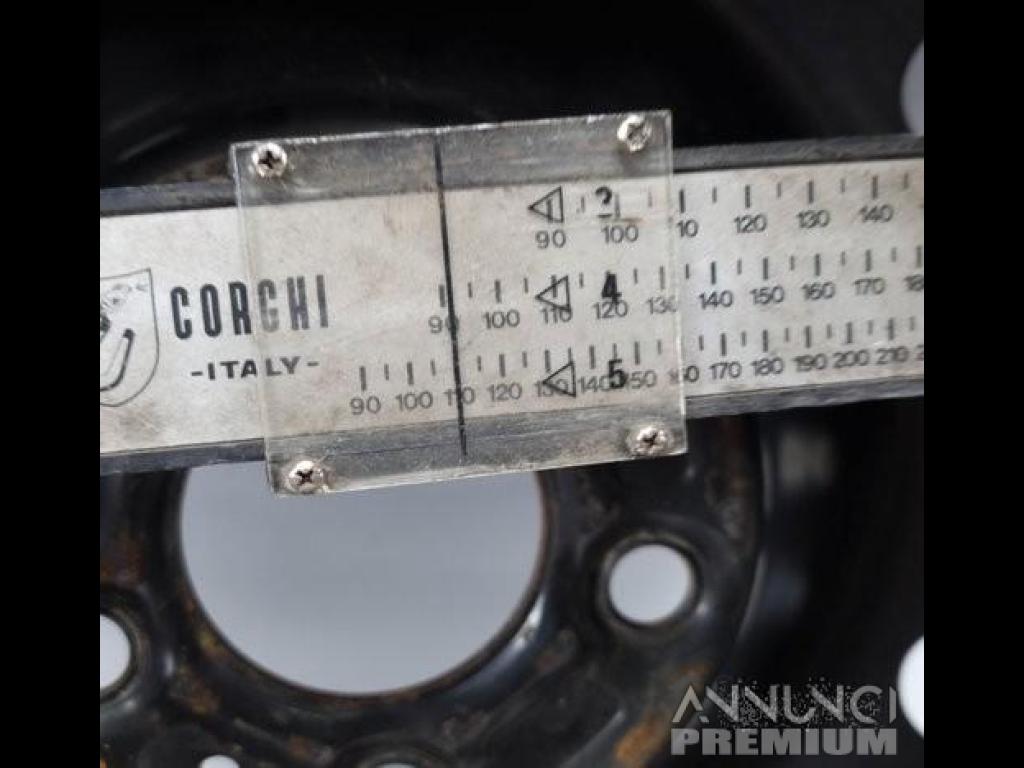 3
90 100 110 120 130 140
CORGHI
4
90 100 110 120 130 140 150 160 170
-ITALY-
5
90 100 110 120 130 140 150 160 170 180 190 200 210
ANNUNCI
PREMIUM